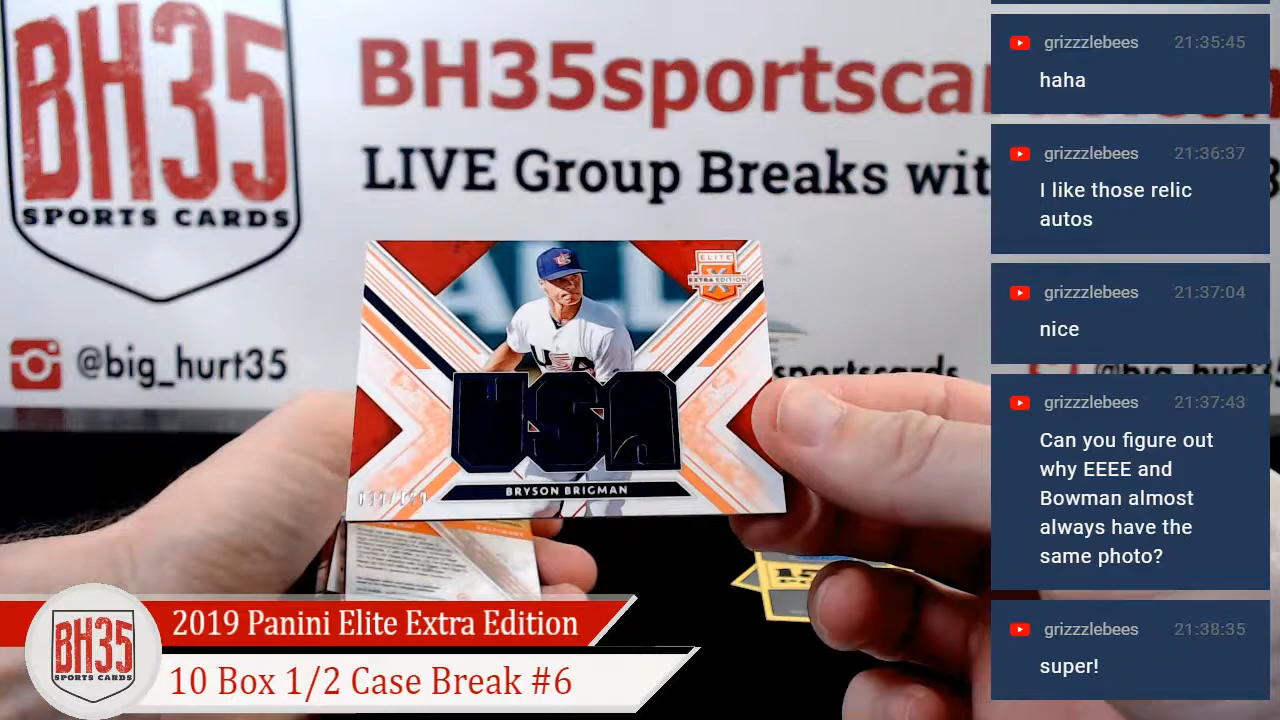 BH35
SPORTS CARDS
BH35sportsca
LIVE Group Breaks wit
@big_hurt35
sportscards
@big_hurt35
ELITE
EXTRA EDITION
USA
BRYSON BRIGMAN
BH35
SPORTS CARDS
2019 Panini Elite Extra Edition
10 Box 1/2 Case Break #6
grizzzlebees 21:35:45
haha
grizzzlebees 21:36:37
I like those relic
autos
grizzzlebees 21:37:04
nice
grizzzlebees 21:37:43
Can you figure out
why EEEE and
Bowman almost
always have the
same photo?
grizzzlebees 21:38:35
super!